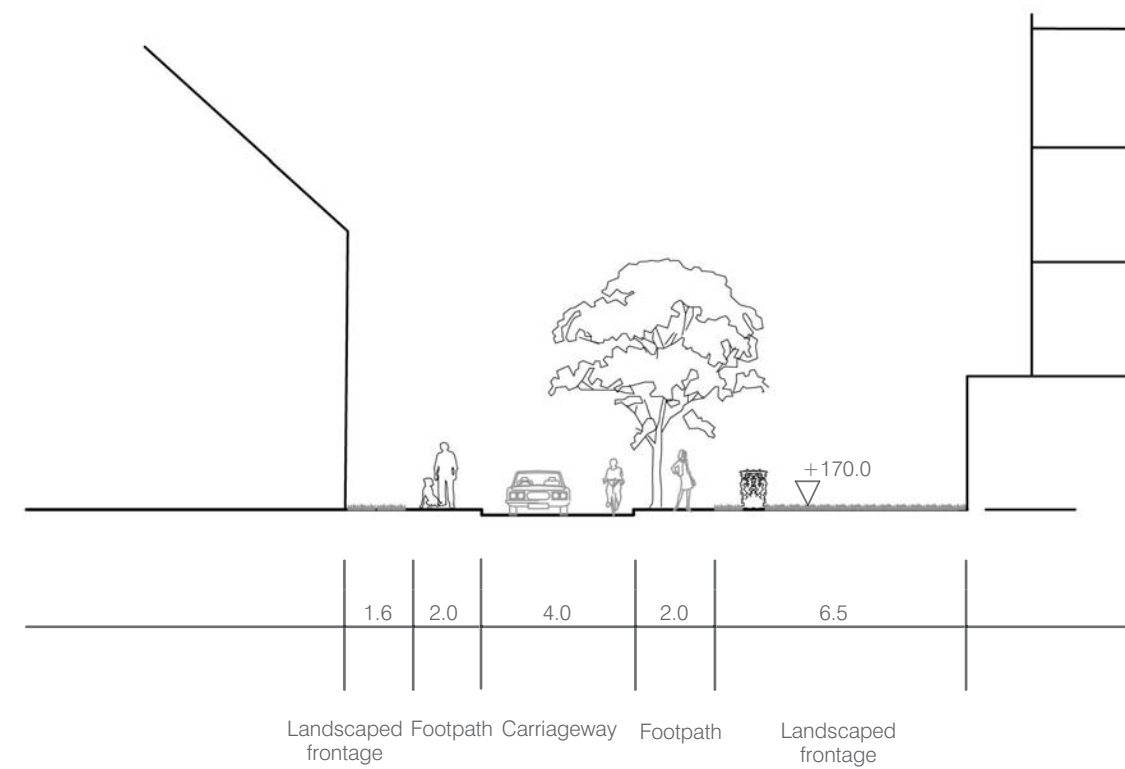 +170.0
1.6
2.0
4.0
2.0
6.5
Landscaped
frontage
Footpath
Carriageway
Footpath
Landscaped
frontage